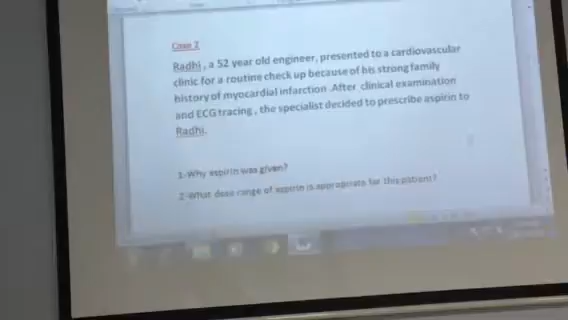 Case 2
Radhi, a 52 year old engineer, presented to a cardiovascular
clinic for a routine check up because of his strong family
history of myocardial infarction .After clinical examination
and ECG tracing, the specialist decided to prescribe aspirin to
Radhi.
1-Why aspirin was given?
2-What dose range of aspirin is appropriate for this patient?